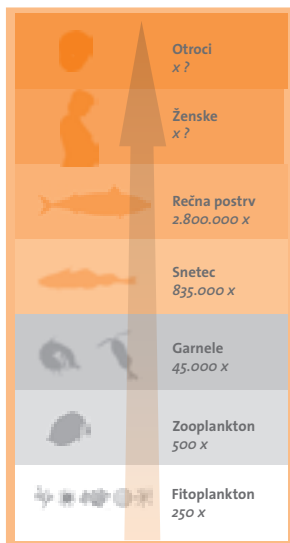 Otroci
x ?
Ženske
x ?
Rečna postrv
2.800.000 x
Snetec
835.000 x
Garnele
45.000 x
Zooplankton
500 x
Fitoplankton
250 x